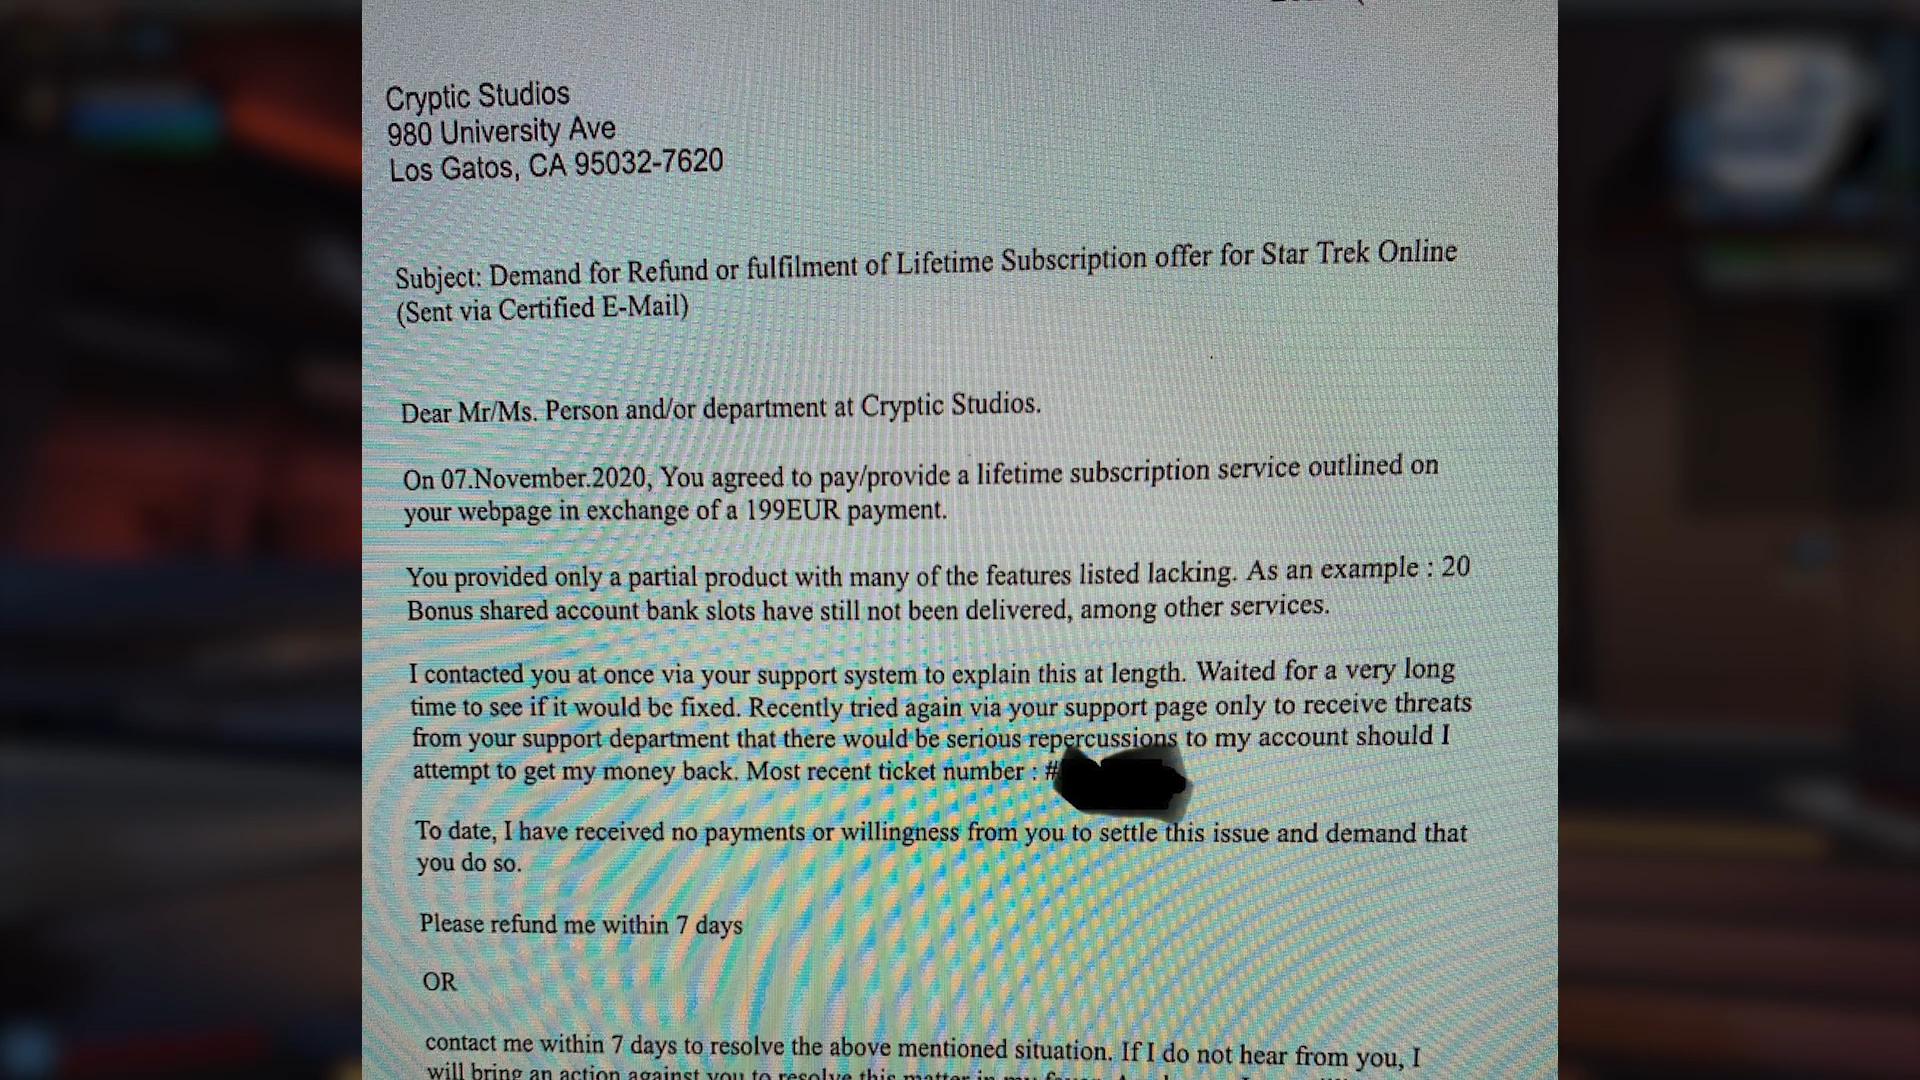 Cryptic Studios
980 University Ave
Los Gatos, CA 95032-7620
Subject: Demand for Refund or fulfilment of Lifetime Subscription offer for Star Trek Online
(Sent via Certified E-Mail)
Dear Mr/Ms. Person and/or department at Cryptic Studios.
On 07.November.2020, You agreed to pay/provide a lifetime subscription service outlined on
your webpage in exchange of a 199EUR payment.
You provided only a partial product with many of the features listed lacking. As an example : 20
Bonus shared account bank slots have still not been delivered, among other services.
I contacted you at once via your support system to explain this at length. Waited for a very long
time to see if it would be fixed. Recently tried again via your support page only to receive threats
from your support department that there would be serious repercussions to my account should I
attempt to get my money back. Most recent ticket number : #
To date, I have received no payments or willingness from you to settle this issue and demand that
you do so.
Please refund me within 7 days
OR
contact me within 7 days to resolve the above mentioned situation. If I do not hear from you, I
will bring an action against you to resolve this matter in my